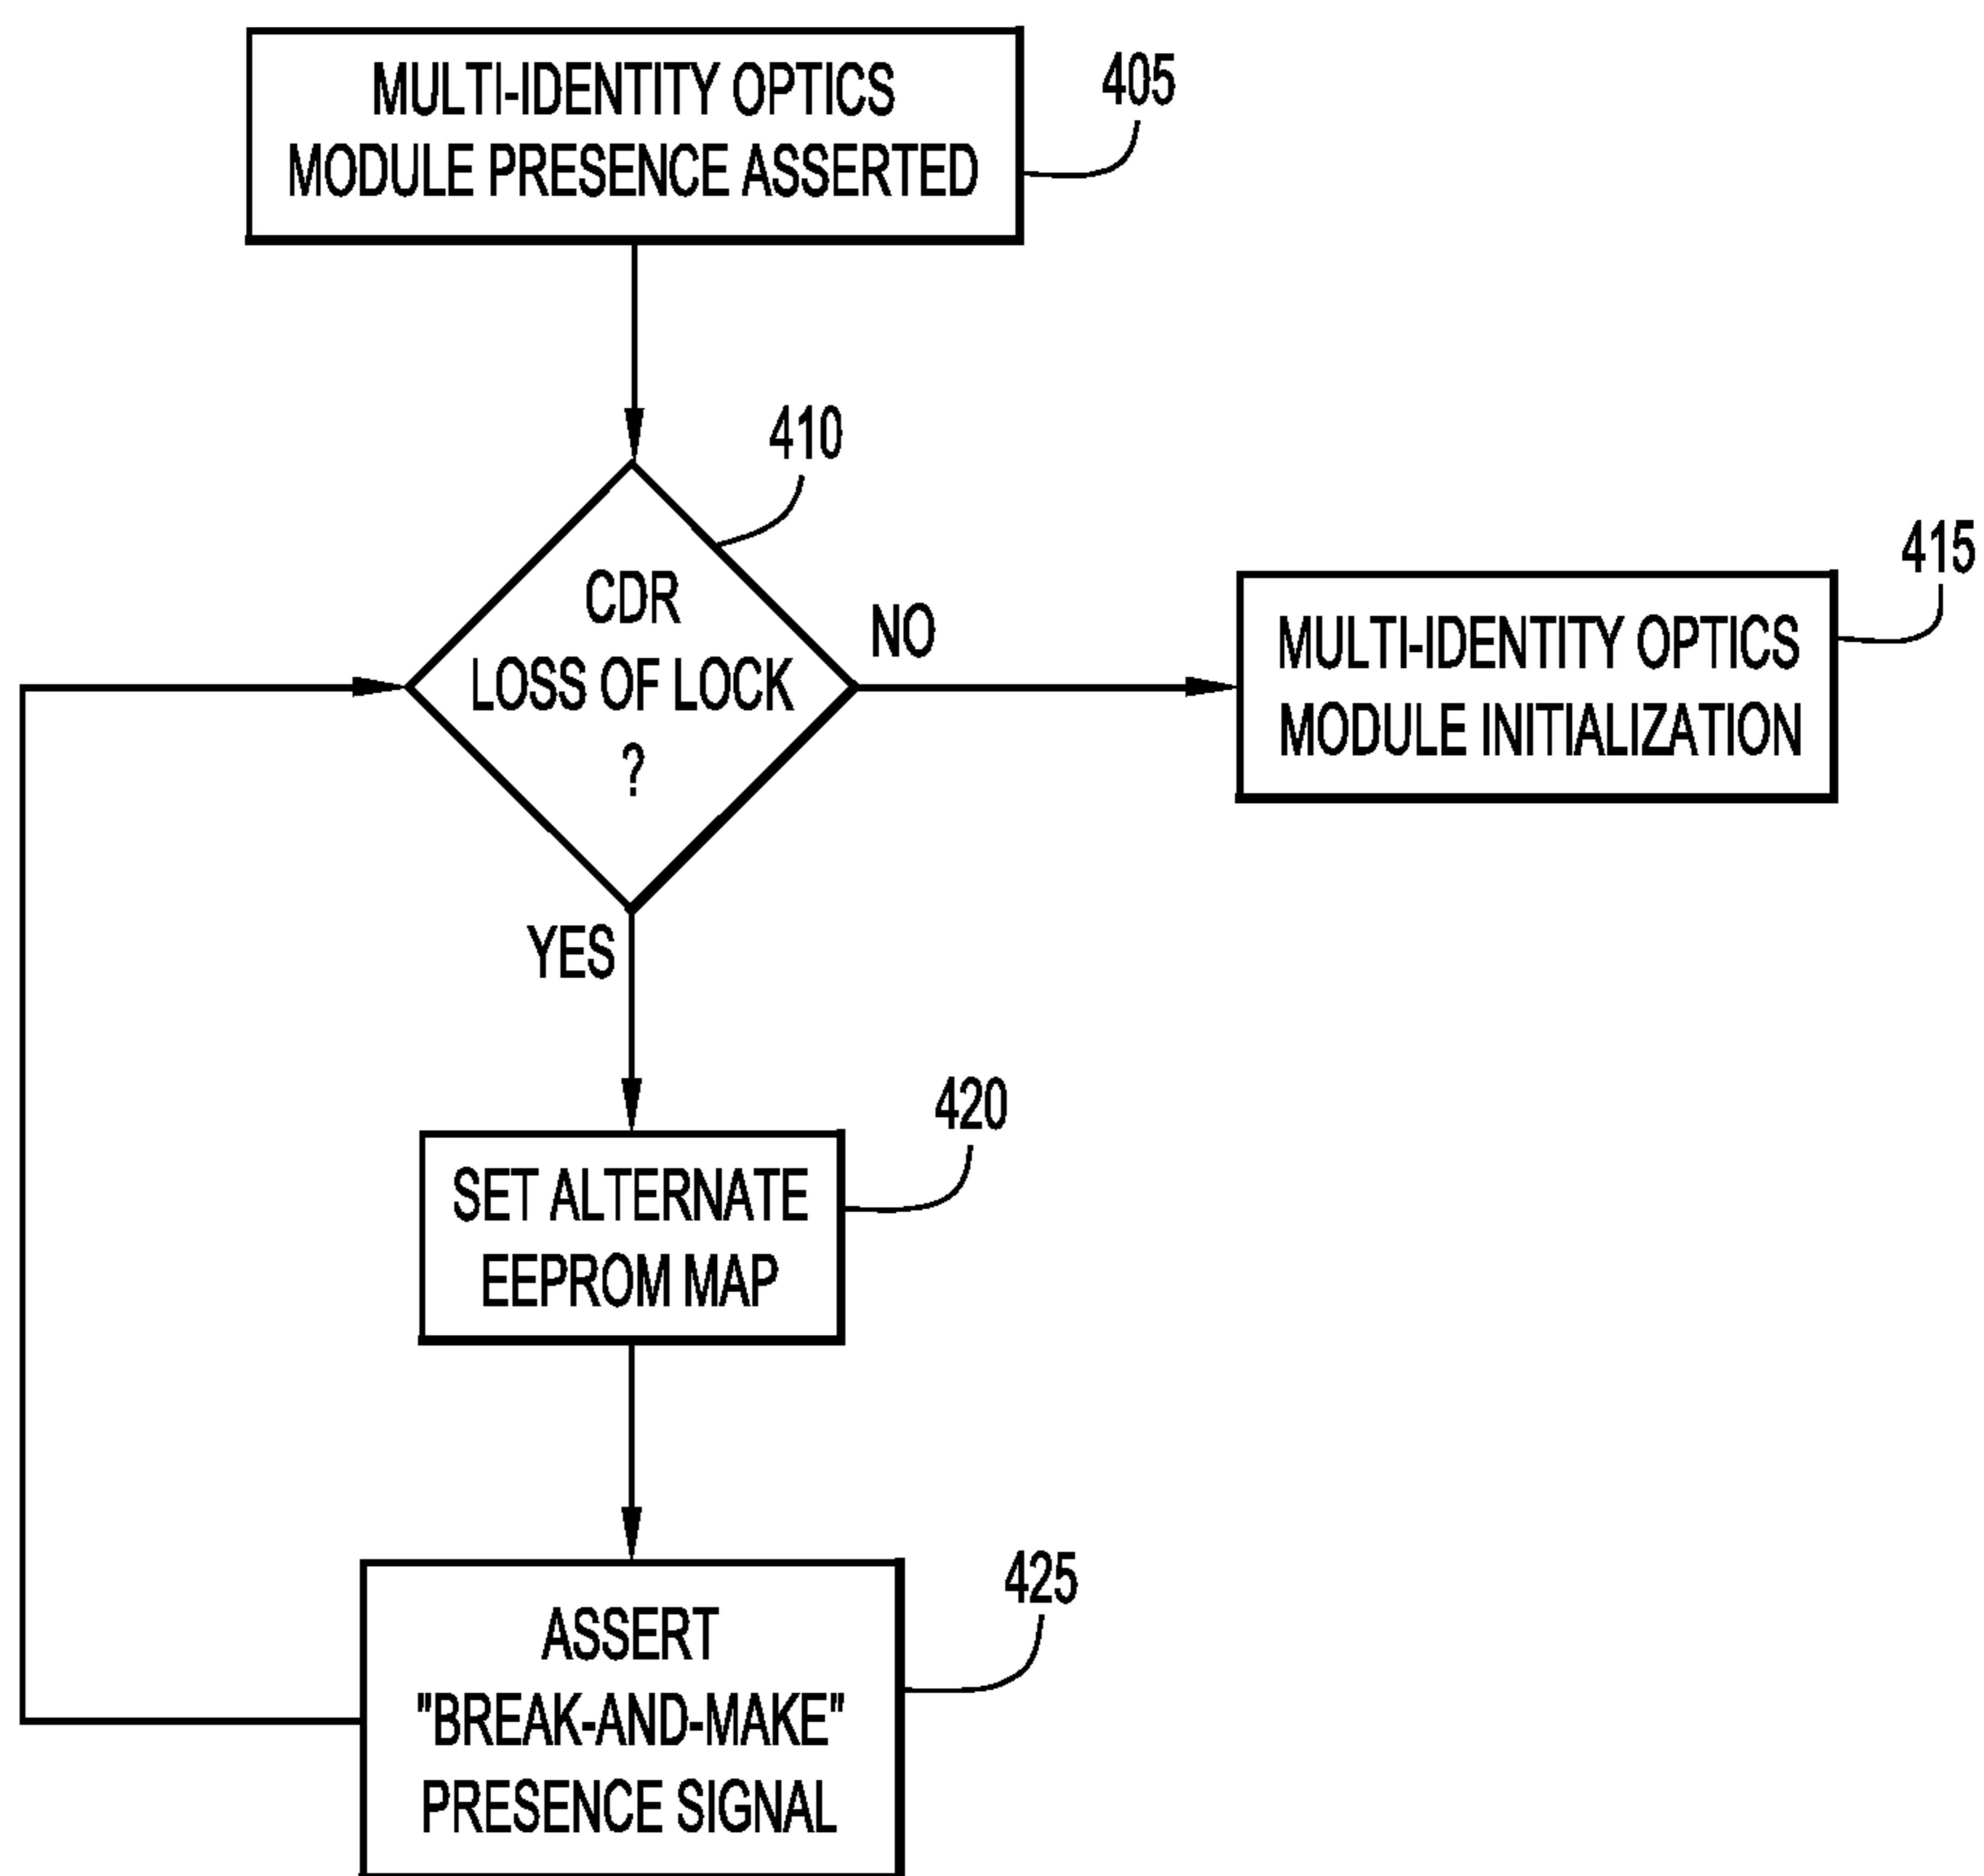 MULTI-IDENTITY OPTICS
MODULE PRESENCE ASSERTED
405
410
CDR
LOSS OF LOCK
?
NO
415
MULTI-IDENTITY OPTICS
MODULE INITIALIZATION
YES
420
SET ALTERNATE
EEPROM MAP
425
ASSERT
"BREAK-AND-MAKE"
PRESENCE SIGNAL